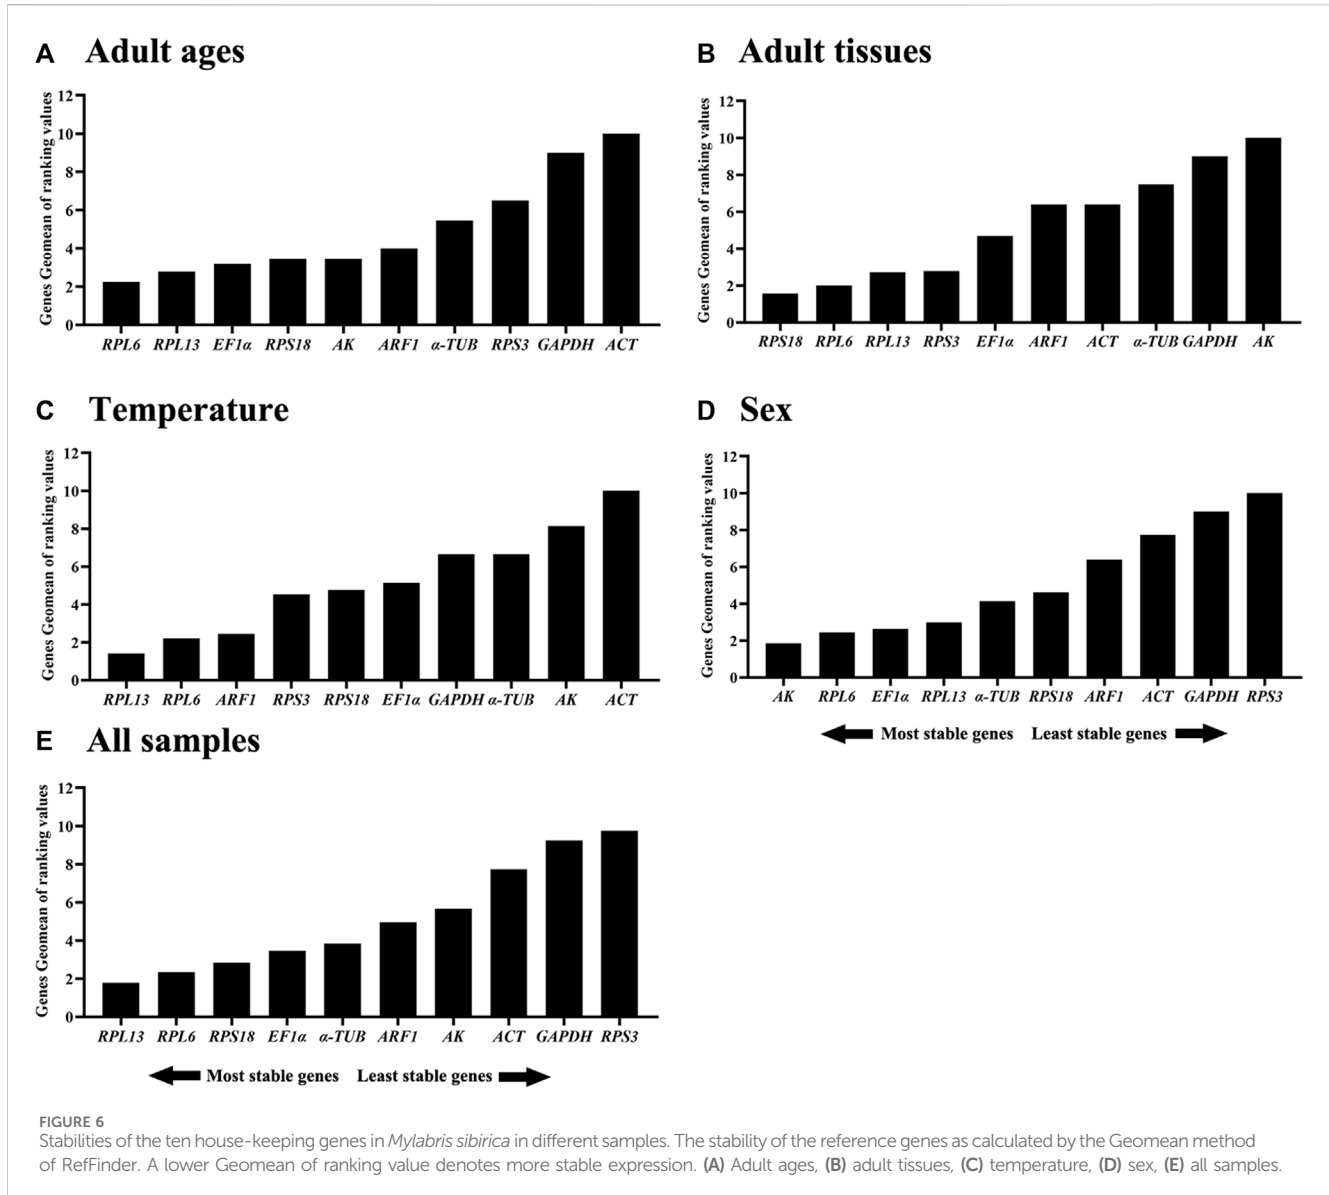 A Adult ages
Genes Geomean of ranking values
12
10
8
6
4
2
0
RPL6 RPL13 EF1α RPS18 AK ARF1 α-TUB RPS3 GAPDH ACT
B Adult tissues
Genes Geomean of ranking values
12
10
8
6
4
2
0
RPS18 RPL6 RPL13 RPS3 EF1α ARF1 ACT α-TUB GAPDH AK
C Temperature
Genes Geomean of ranking values
12
10
8
6
4
2
0
RPL13 RPL6 ARF1 RPS3 RPS18 EF1α GAPDH α-TUB AK ACT
D Sex
Genes Geomean of ranking values
12
10
8
6
4
2
0
AK RPL6 EF1α RPL13 α-TUB RPS18 ARF1 ACT GAPDH RPS3
Most stable genes Least stable genes
E All samples
Genes Geomean of ranking values
12
10
8
6
4
2
0
RPL13 RPL6 RPS18 EF1α α-TUB ARF1 AK ACT GAPDH RPS3
Most stable genes Least stable genes
FIGURE 6
Stabilities of the ten house-keeping genes in Mylabris sibirica in different samples. The stability of the reference genes as calculated by the Geomean method
of RefFinder. A lower Geomean of ranking value denotes more stable expression. (A) Adult ages, (B) adult tissues, (C) temperature, (D) sex, (E) all samples.